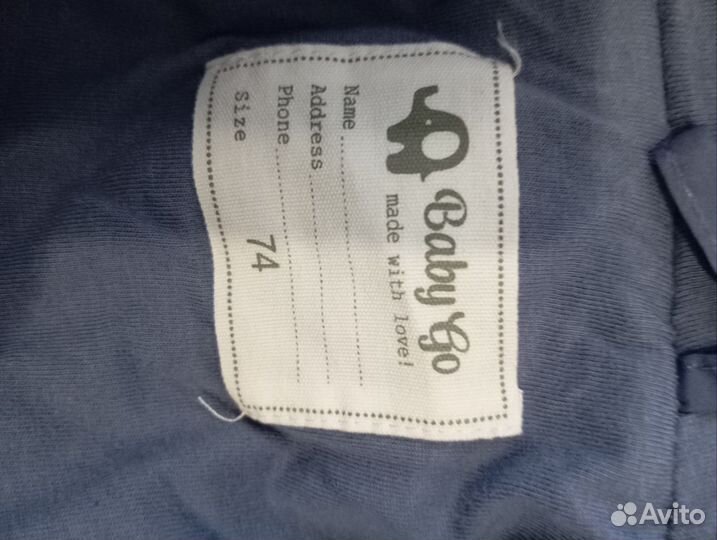 Baby Go
made with love!
Name
Address
Phone
Size 74
Avito